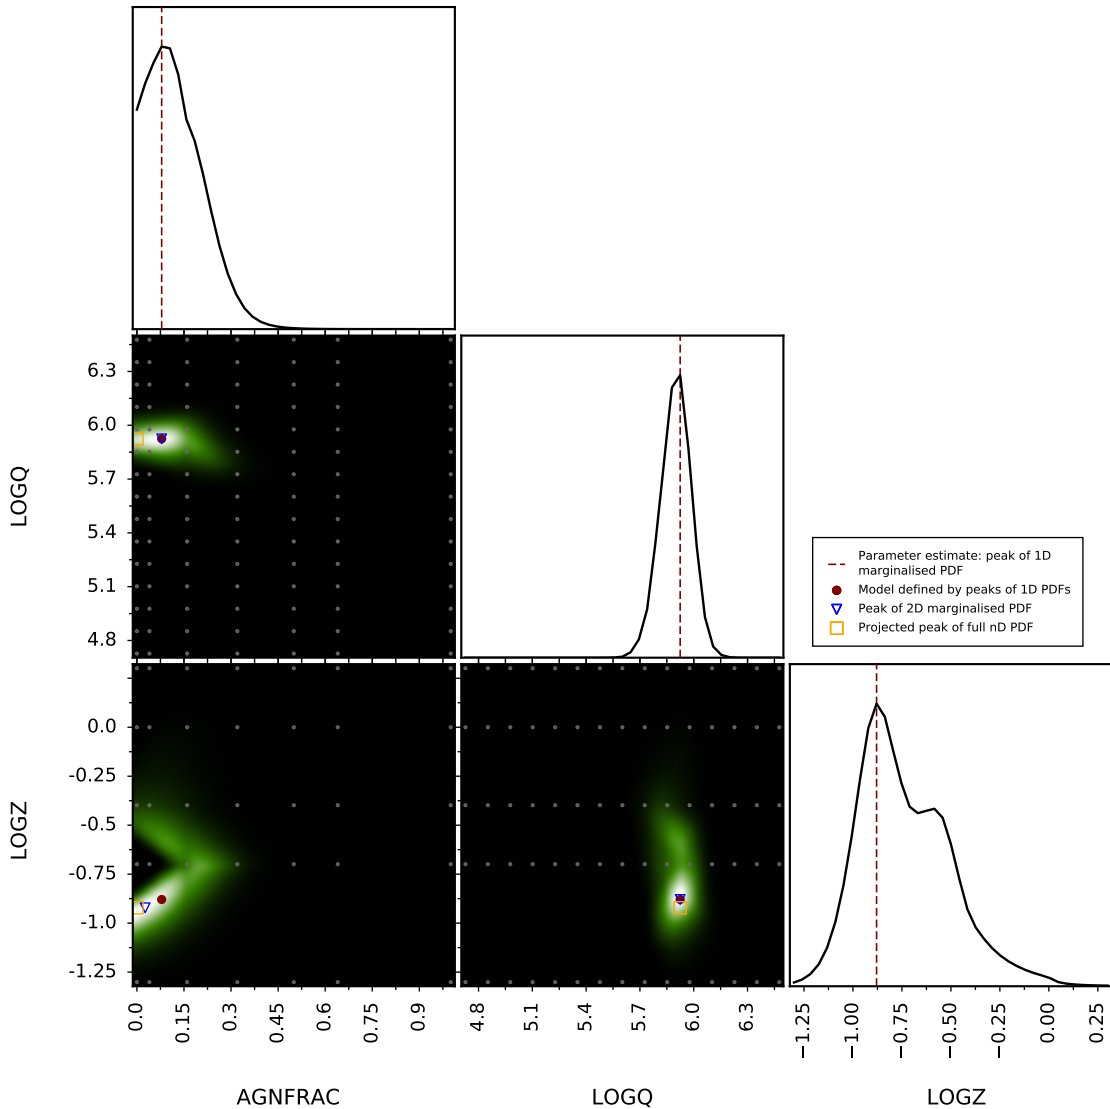 6.3
6.0
5.7
5.4
5.1
4.8
LOGQ
Parameter estimate: peak of 1D
marginalised PDF
Model defined by peaks of 1D PDFs
Peak of 2D marginalised PDF
Projected peak of full nD PDF
0.0
-0.25
-0.5
-0.75
-1.0
-1.25
LOGZ
0.0 0.15 0.3 0.45 0.6 0.75 0.9
4.8 5.1 5.4 5.7 6.0 6.3
−1.25 −1.00 −0.75 −0.50 −0.25 0.00 0.25
AGNFRAC LOGQ LOGZ